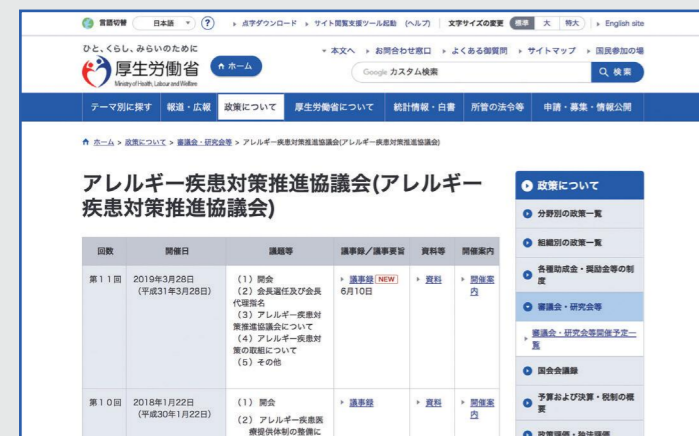 言語切替 日本語 ? 点字ダウンロード サイト閲覧支援ツール起動 (ヘルプ) 文字サイズの変更 標準 大 特大 English site
ひと、くらし、みらいのために
厚生労働省
Ministry of Health, Labour and Welfare
ホーム
本文へ お問合わせ窓口 よくある御質問 サイトマップ 国民参加の場
Google カスタム検索 検索
テーマ別に探す 報道・広報 政策について 厚生労働省について 統計情報・白書 所管の法令等 申請・募集・情報公開
ホーム > 政策について > 審議会・研究会等 > アレルギー疾患対策推進協議会(アレルギー疾患対策推進協議会)
アレルギー疾患対策推進協議会(アレルギー
疾患対策推進協議会)
回数 開催日 議題等 議事録/議事要旨 資料等 開催案内
第11回 2019年3月28日
(平成31年3月28日)
(1)開会
(2)会長選任及び会長
代理指名
(3)アレルギー疾患対
策推進協議会について
(4)アレルギー疾患対
策の取組について
(5)その他
議事録 NEW
6月10日
資料
開催案
内
第10回 2018年1月22日
(平成30年1月22日)
(1) 開会
(2) アレルギー疾患医
療提供体制の整備に
議事録
資料
開催案
内
政策について
分野別の政策一覧
組織別の政策一覧
各種助成金・奨励金等の制
度
審議会・研究会等
審議会・研究会等開催予定一
覧
国会会議録
予算および決算・税制の概
要
政策評価・独法評価